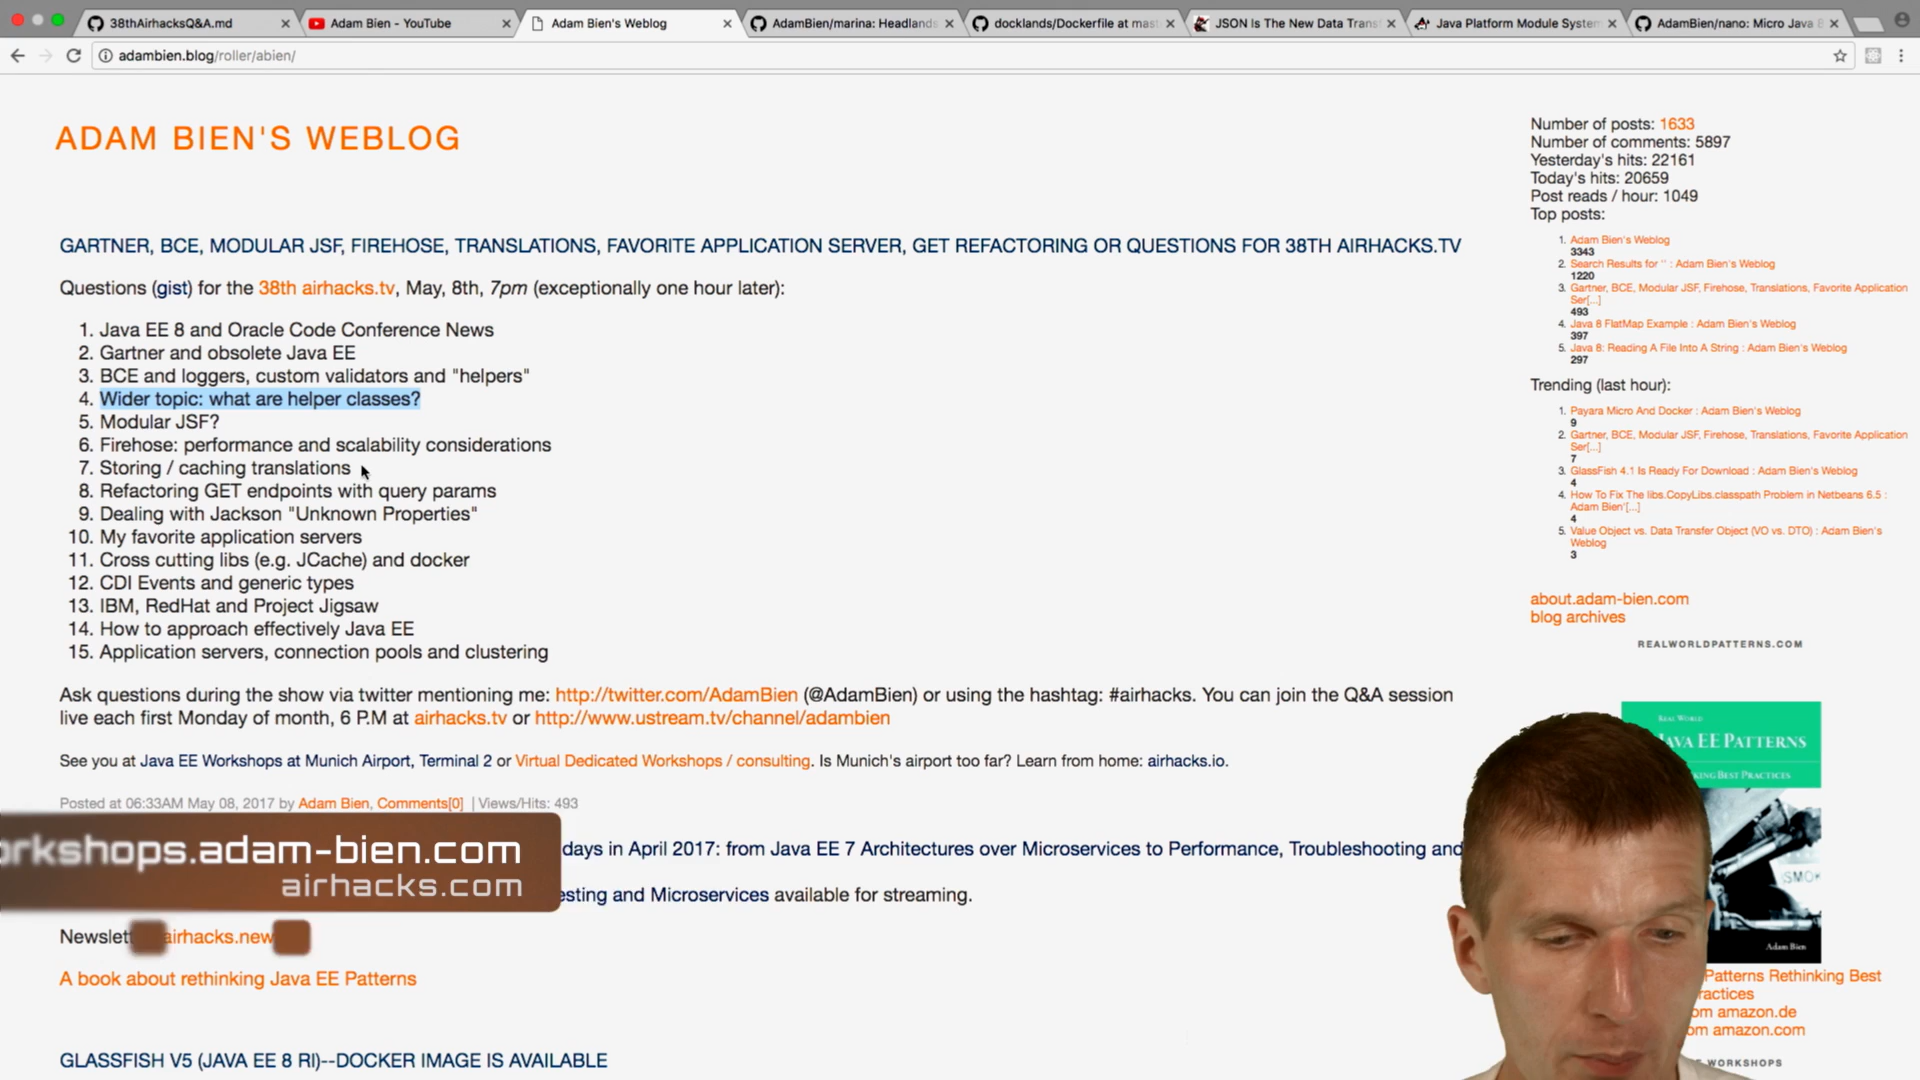 38thAirhacksQ&A.md
Adam Bien - YouTube
Adam Bien's Weblog
AdamBien/marina: Headlands
docklands/Dockerfile at mast
JSON Is The New Data Trans
Java Platform Module System
AdamBien/nano: Micro Java
adambien.blog/roller/abien/
ADAM BIEN'S WEBLOG
GARTNER, BCE, MODULAR JSF, FIREHOSE, TRANSLATIONS, FAVORITE APPLICATION SERVER, GET REFACTORING OR QUESTIONS FOR 38TH AIRHACKS.TV
Questions (gist) for the 38th airhacks.tv, May, 8th, 7pm (exceptionally one hour later):
1. Java EE 8 and Oracle Code Conference News
2. Gartner and obsolete Java EE
3. BCE and loggers, custom validators and "helpers"
4. Wider topic: what are helper classes?
5. Modular JSF?
6. Firehose: performance and scalability considerations
7. Storing / caching translations
8. Refactoring GET endpoints with query params
9. Dealing with Jackson "Unknown Properties"
10. My favorite application servers
11. Cross cutting libs (e.g. JCache) and docker
12. CDI Events and generic types
13. IBM, RedHat and Project Jigsaw
14. How to approach effectively Java EE
15. Application servers, connection pools and clustering
Ask questions during the show via twitter mentioning me: http://twitter.com/AdamBien (@AdamBien) or using the hashtag: #airhacks. You can join the Q&A session
live each first Monday of month, 6 P.M at airhacks.tv or http://www.ustream.tv/channel/adambien
See you at Java EE Workshops at Munich Airport, Terminal 2 or Virtual Dedicated Workshops / consulting. Is Munich's airport too far? Learn from home: airhacks.io.
Posted at 06:33AM May 08, 2017 by Adam Bien, Comments[0] | Views/Hits: 493
days in April 2017: from Java EE 7 Architectures over Microservices to Performance, Troubleshooting and
esting and Microservices available for streaming.
orkshops.adam-bien.com
airhacks.com
Newslett airhacks.new
A book about rethinking Java EE Patterns
GLASSFISH V5 (JAVA EE 8 RI)--DOCKER IMAGE IS AVAILABLE
Number of posts: 1633
Number of comments: 5897
Yesterday's hits: 22161
Today's hits: 20659
Post reads / hour: 1049
Top posts:
1. Adam Bien's Weblog
3343
2. Search Results for '' : Adam Bien's Weblog
1220
3. Gartner, BCE, Modular JSF, Firehose, Translations, Favorite Application
Ser[...]
493
4. Java 8 FlatMap Example : Adam Bien's Weblog
397
5. Java 8: Reading A File Into A String : Adam Bien's Weblog
297
Trending (last hour):
1. Payara Micro And Docker : Adam Bien's Weblog
9
2. Gartner, BCE, Modular JSF, Firehose, Translations, Favorite Application
Ser[...]
7
3. GlassFish 4.1 Is Ready For Download : Adam Bien's Weblog
4
4. How To Fix The libs.CopyLibs.classpath Problem in Netbeans 6.5 :
Adam Bien'[...]
4
5. Value Object vs. Data Transfer Object (VO vs. DTO) : Adam Bien's
Weblog
3
about.adam-bien.com
blog archives
REALWORLDPATTERNS.COM
REAL WORLD
JAVA EE PATTERNS
KING BEST PRACTICES
SMOK
Adam Bien
Patterns Rethinking Best
ractices
om amazon.de
om amazon.com
WORKSHOPS